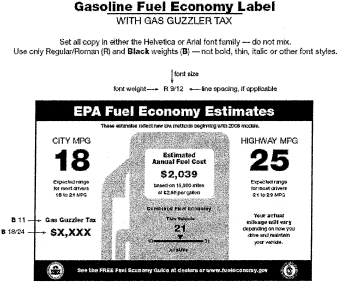 Gasoline Fuel Economy Label
WITH GAS GUZZLER TAX
Set all copy in either the Helvetica or Arial font family — do not mix.
Use only Regular/Roman (R) and Black weights (B) — not bold, thin, italic or other font styles.
font size
font weight R 9/12 line spacing, if applicable
EPA Fuel Economy Estimates
These estimates reflect new EPA methods beginning with 2008 models.
CITY MPG
18
Expected range
for most drivers
15 to 21 MPG
Estimated
Annual Fuel Cost
$2,039
based on 15,000 miles
at $2.80 per gallon
Combined Fuel Economy
This Vehicle
21
All SUVs
HIGHWAY MPG
25
Expected range
for most drivers
21 to 29 MPG
Your actual
mileage will vary
depending on how you
drive and maintain
your vehicle.
B 11 Gas Guzzler Tax
B 18/24 $X,XXX
See the FREE Fuel Economy Guide at dealers or www.fueleconomy.gov